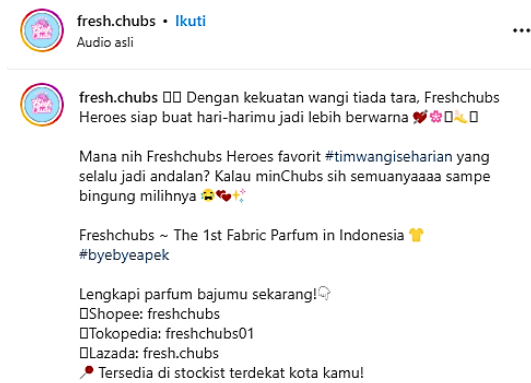 fresh.chubs • Ikuti
Audio asli
fresh.chubs 🫧🫧 Dengan kekuatan wangi tiada tara, Freshchubs
Heroes siap buat hari-harimu jadi lebih berwarna 💘🌸▯💫▯
Mana nih Freshchubs Heroes favorit #timwangiseharian yang
selalu jadi andalan? Kalau minChubs sih semuanyaaaa sampe
bingung milihnya 😭💕✨
Freshchubs ~ The 1st Fabric Parfum in Indonesia 👕
#byebyeapek
Lengkapi parfum bajumu sekarang!👇🏻
▯Shopee: freshchubs
▯Tokopedia: freshchubs01
▯Lazada: fresh.chubs
📍 Tersedia di stockist terdekat kota kamu!